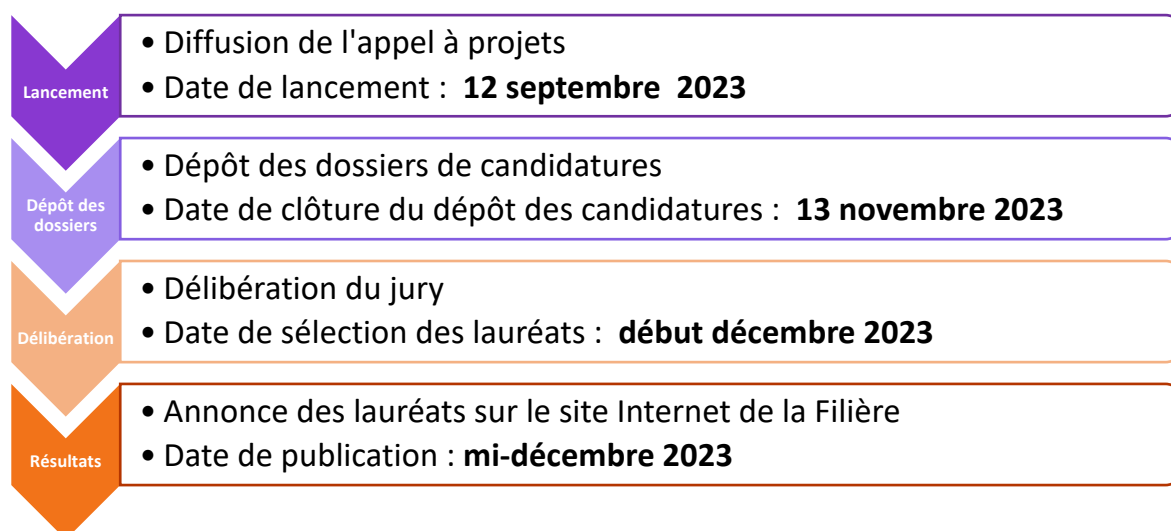 Lancement
• Diffusion de l'appel à projets
• Date de lancement : 12 septembre 2023
Dépôt des
dossiers
• Dépôt des dossiers de candidatures
• Date de clôture du dépôt des candidatures : 13 novembre 2023
Délibération
• Délibération du jury
• Date de sélection des lauréats : début décembre 2023
Résultats
• Annonce des lauréats sur le site Internet de la Filière
• Date de publication : mi-décembre 2023